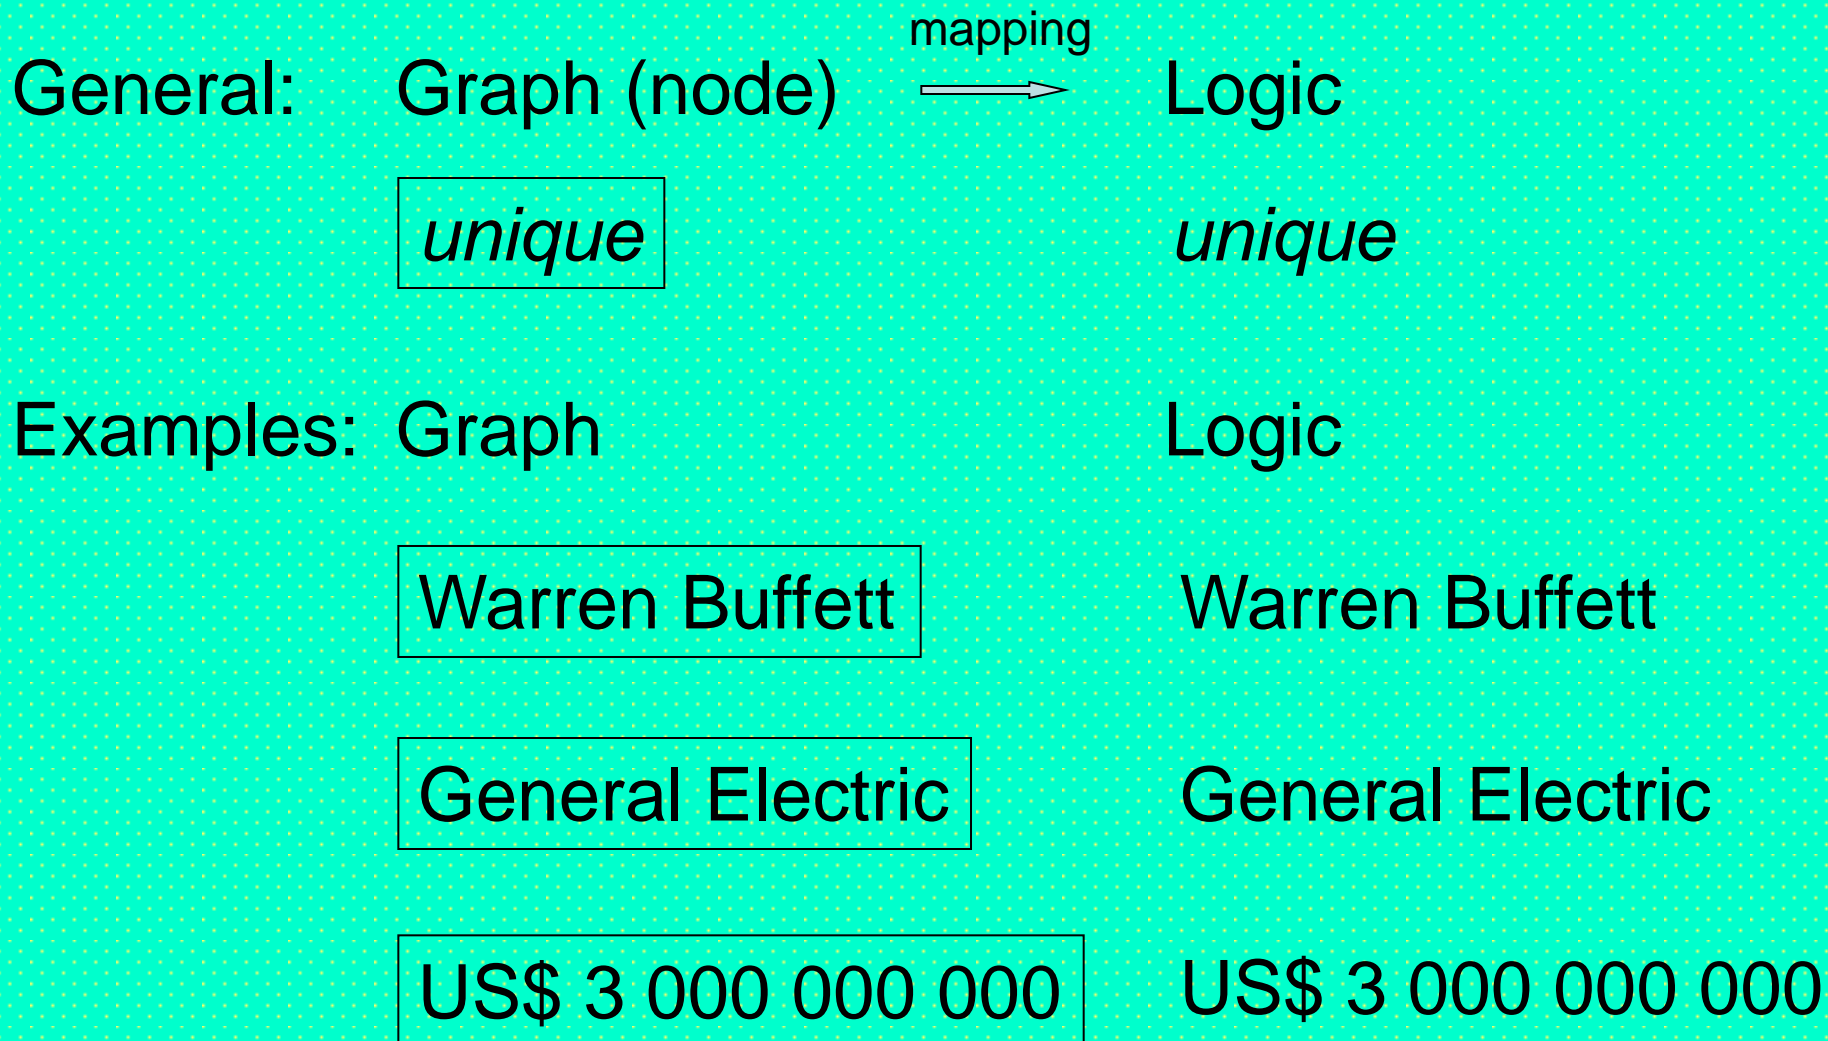 mapping
General: Graph (node) Logic
unique unique
Examples: Graph Logic
Warren Buffett Warren Buffett
General Electric General Electric
US$ 3 000 000 000 US$ 3 000 000 000